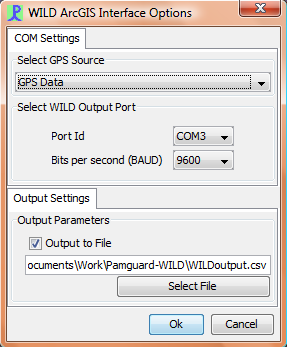 WILD ArcGIS Interface Options
COM Settings
Select GPS Source
GPS Data
Select WILD Output Port
Port Id COM3
Bits per second (BAUD) 9600
Output Settings
Output Parameters
Output to File
ocuments\Work\Pamguard-WILD\WILDoutput.csv
Select File
Ok Cancel